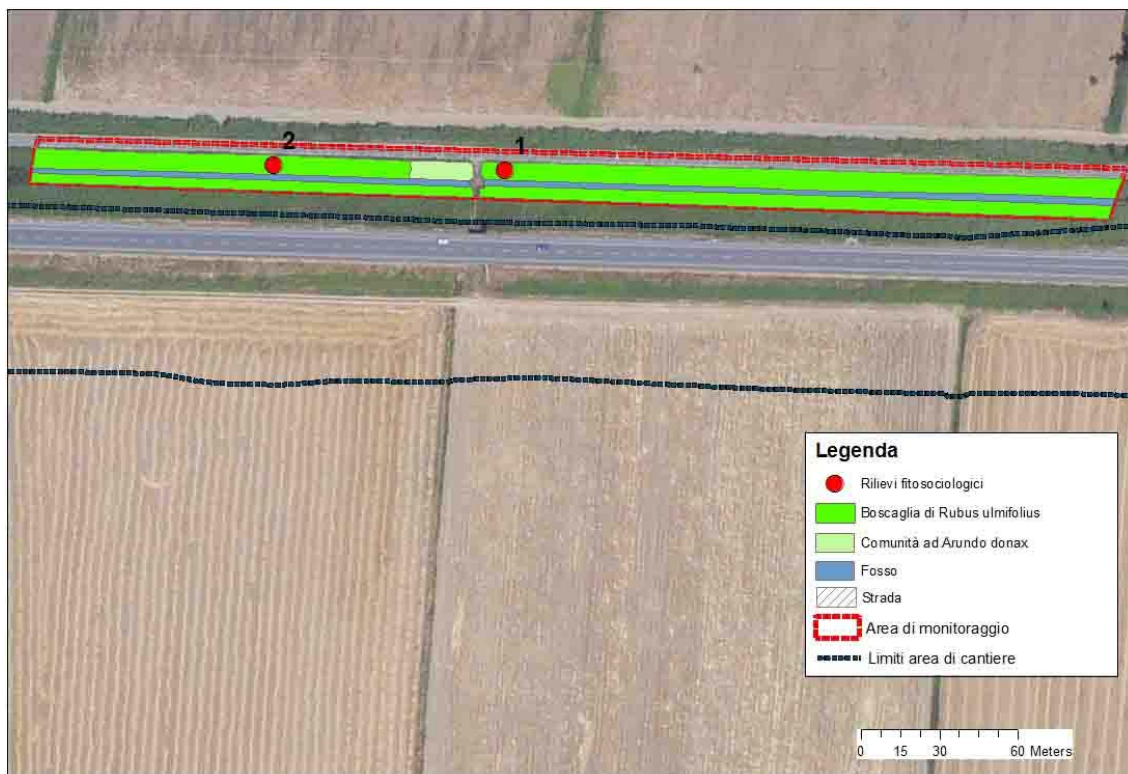 2
1
Legenda
Rilievi fitosociologici
Boscaglia di Rubus ulmifolius
Comunità ad Arundo donax
Fosso
Strada
Area di monitoraggio
Limiti area di cantiere
0 15 30 60 Meters